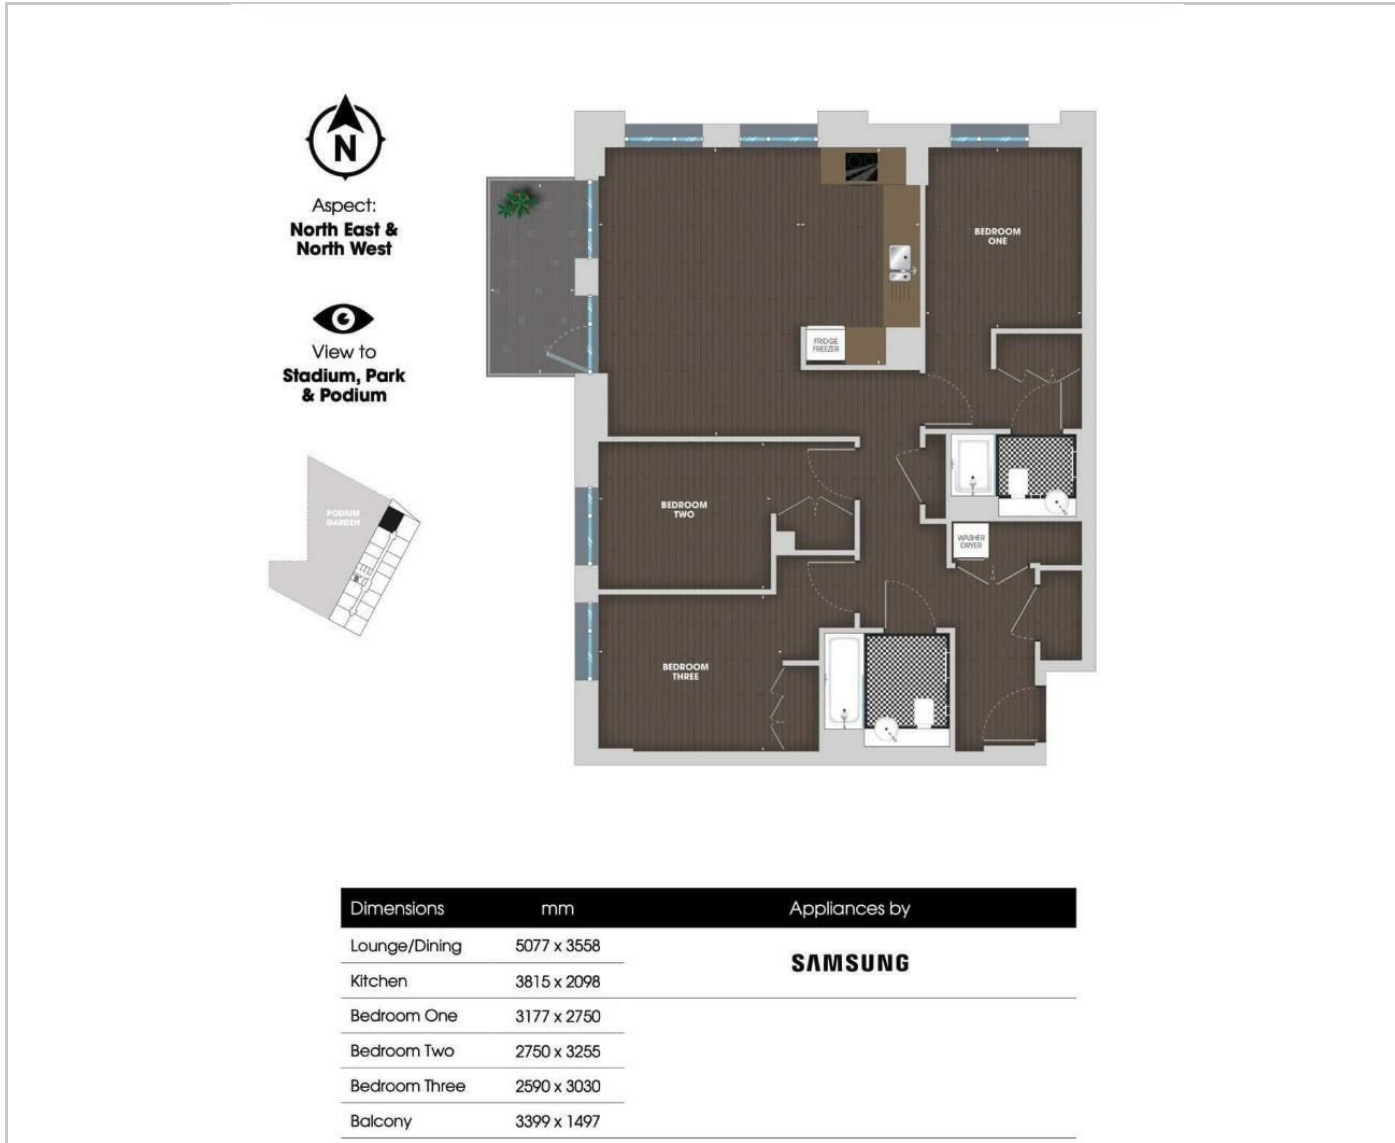 N
Aspect:
North East &
North West
View to
Stadium, Park
& Podium
PODIUM
GARDEN
BEDROOM
ONE
FRIDGE
FREEZER
BEDROOM
TWO
WASHER
DRYER
BEDROOM
THREE
Dimensions mm Appliances by
Lounge/Dining 5077 x 3558
SAMSUNG
Kitchen 3815 x 2098
Bedroom One 3177 x 2750
Bedroom Two 2750 x 3255
Bedroom Three 2590 x 3030
Balcony 3399 x 1497